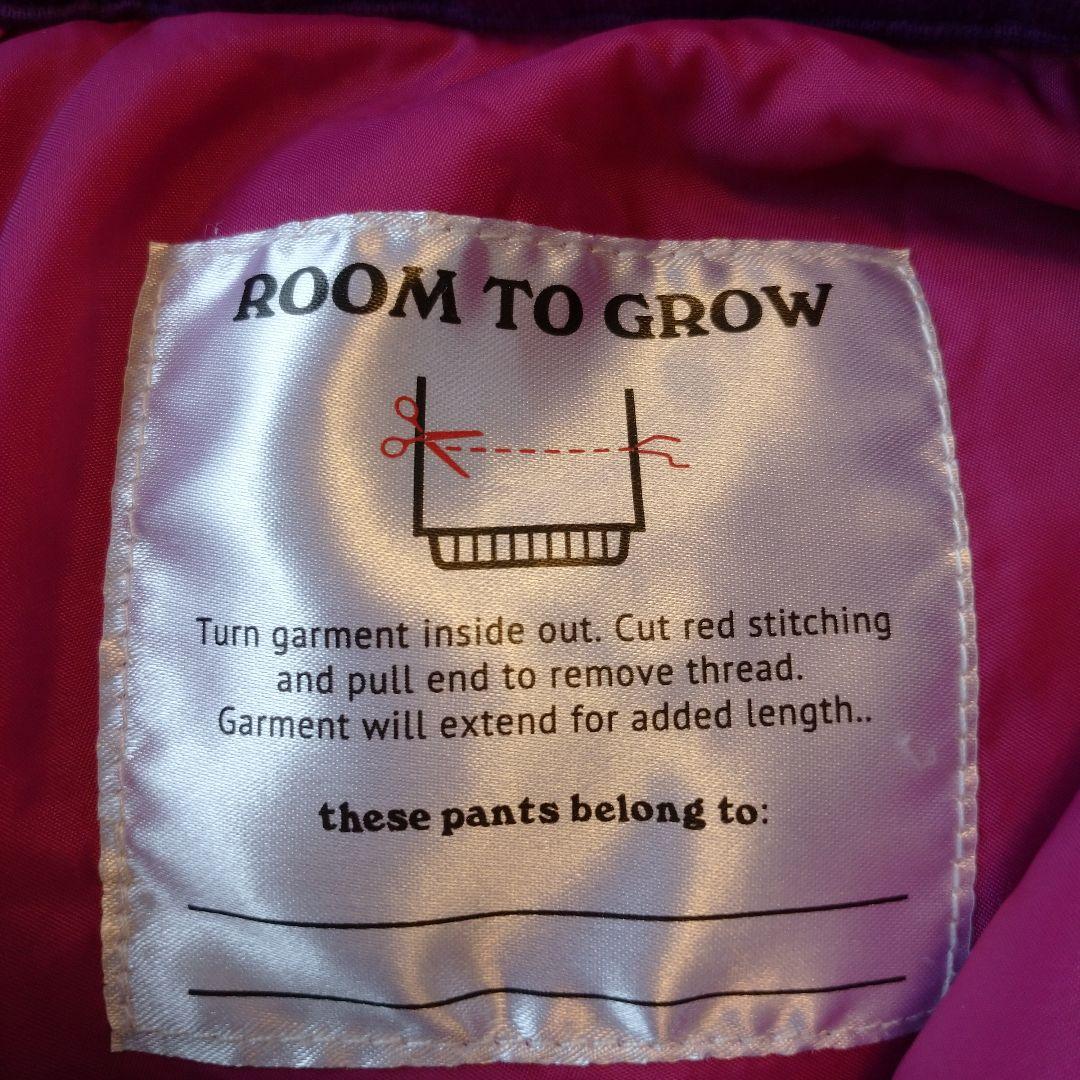 ROOM TO GROW
Turn garment inside out. Cut red stitching
and pull end to remove thread.
Garment will extend for added length..
these pants belong to: